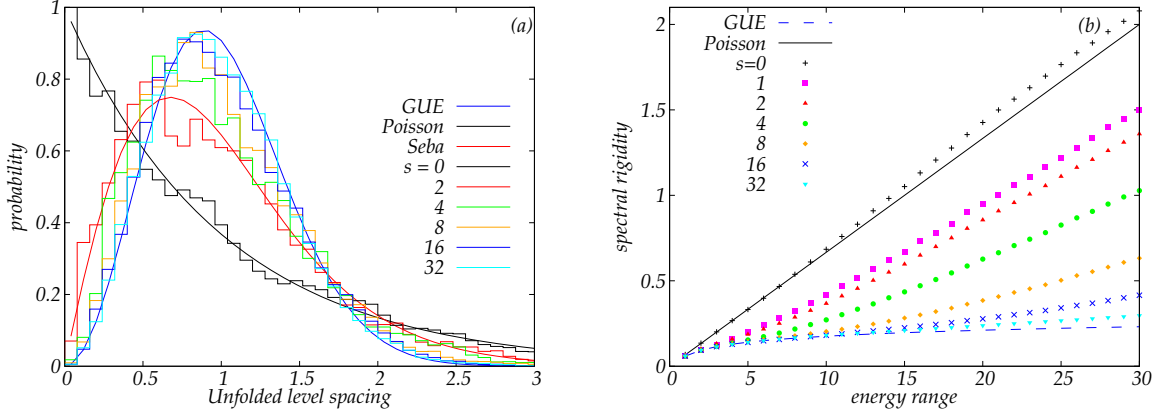 (a)
probability
1
0.8
0.6
0.4
0.2
0
0
0.5
1
1.5
2
2.5
3
Unfolded level spacing
GUE
Poisson
Seba
s = 0
2
4
8
16
32
(b)
spectral rigidity
2
1.5
1
0.5
0
0
5
10
15
20
25
30
energy range
GUE
Poisson
s=0
1
2
4
8
16
32